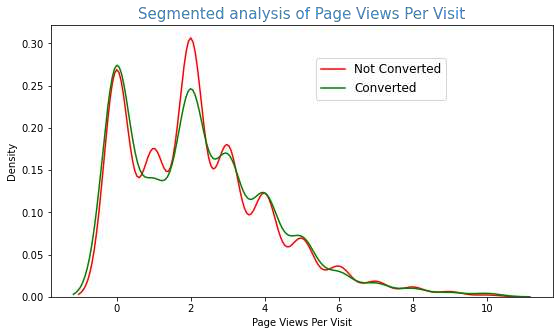 Segmented analysis of Page Views Per Visit
0.30
0.25
0.20
0.15
0.10
0.05
0.00
Density
Not Converted
Converted
0 2 4 6 8 10
Page Views Per Visit